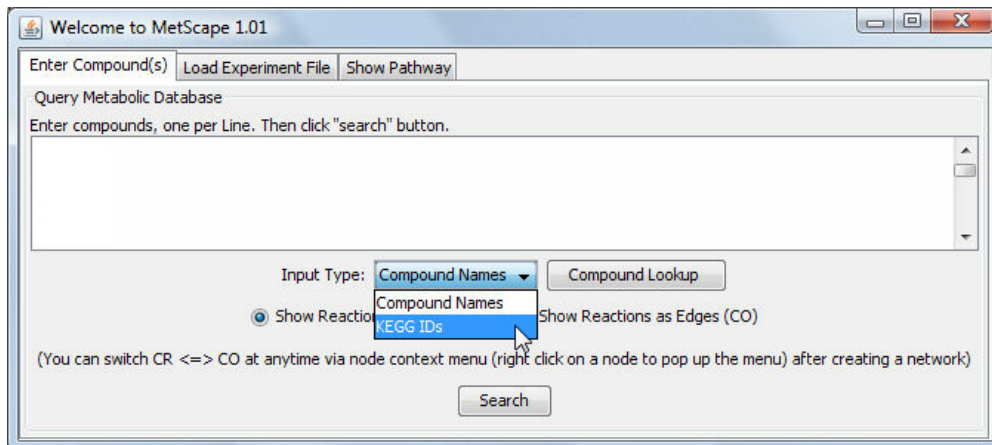 Welcome to MetScape 1.01
Enter Compound(s) Load Experiment File Show Pathway
Query Metabolic Database
Enter compounds, one per Line. Then click "search" button.
Input Type: Compound Names Compound Lookup
Compound Names
Show Reactio Show Reactions as Edges (CO)
KEGG IDs
(You can switch CR <=> CO at anytime via node context menu (right click on a node to pop up the menu) after creating a network)
Search